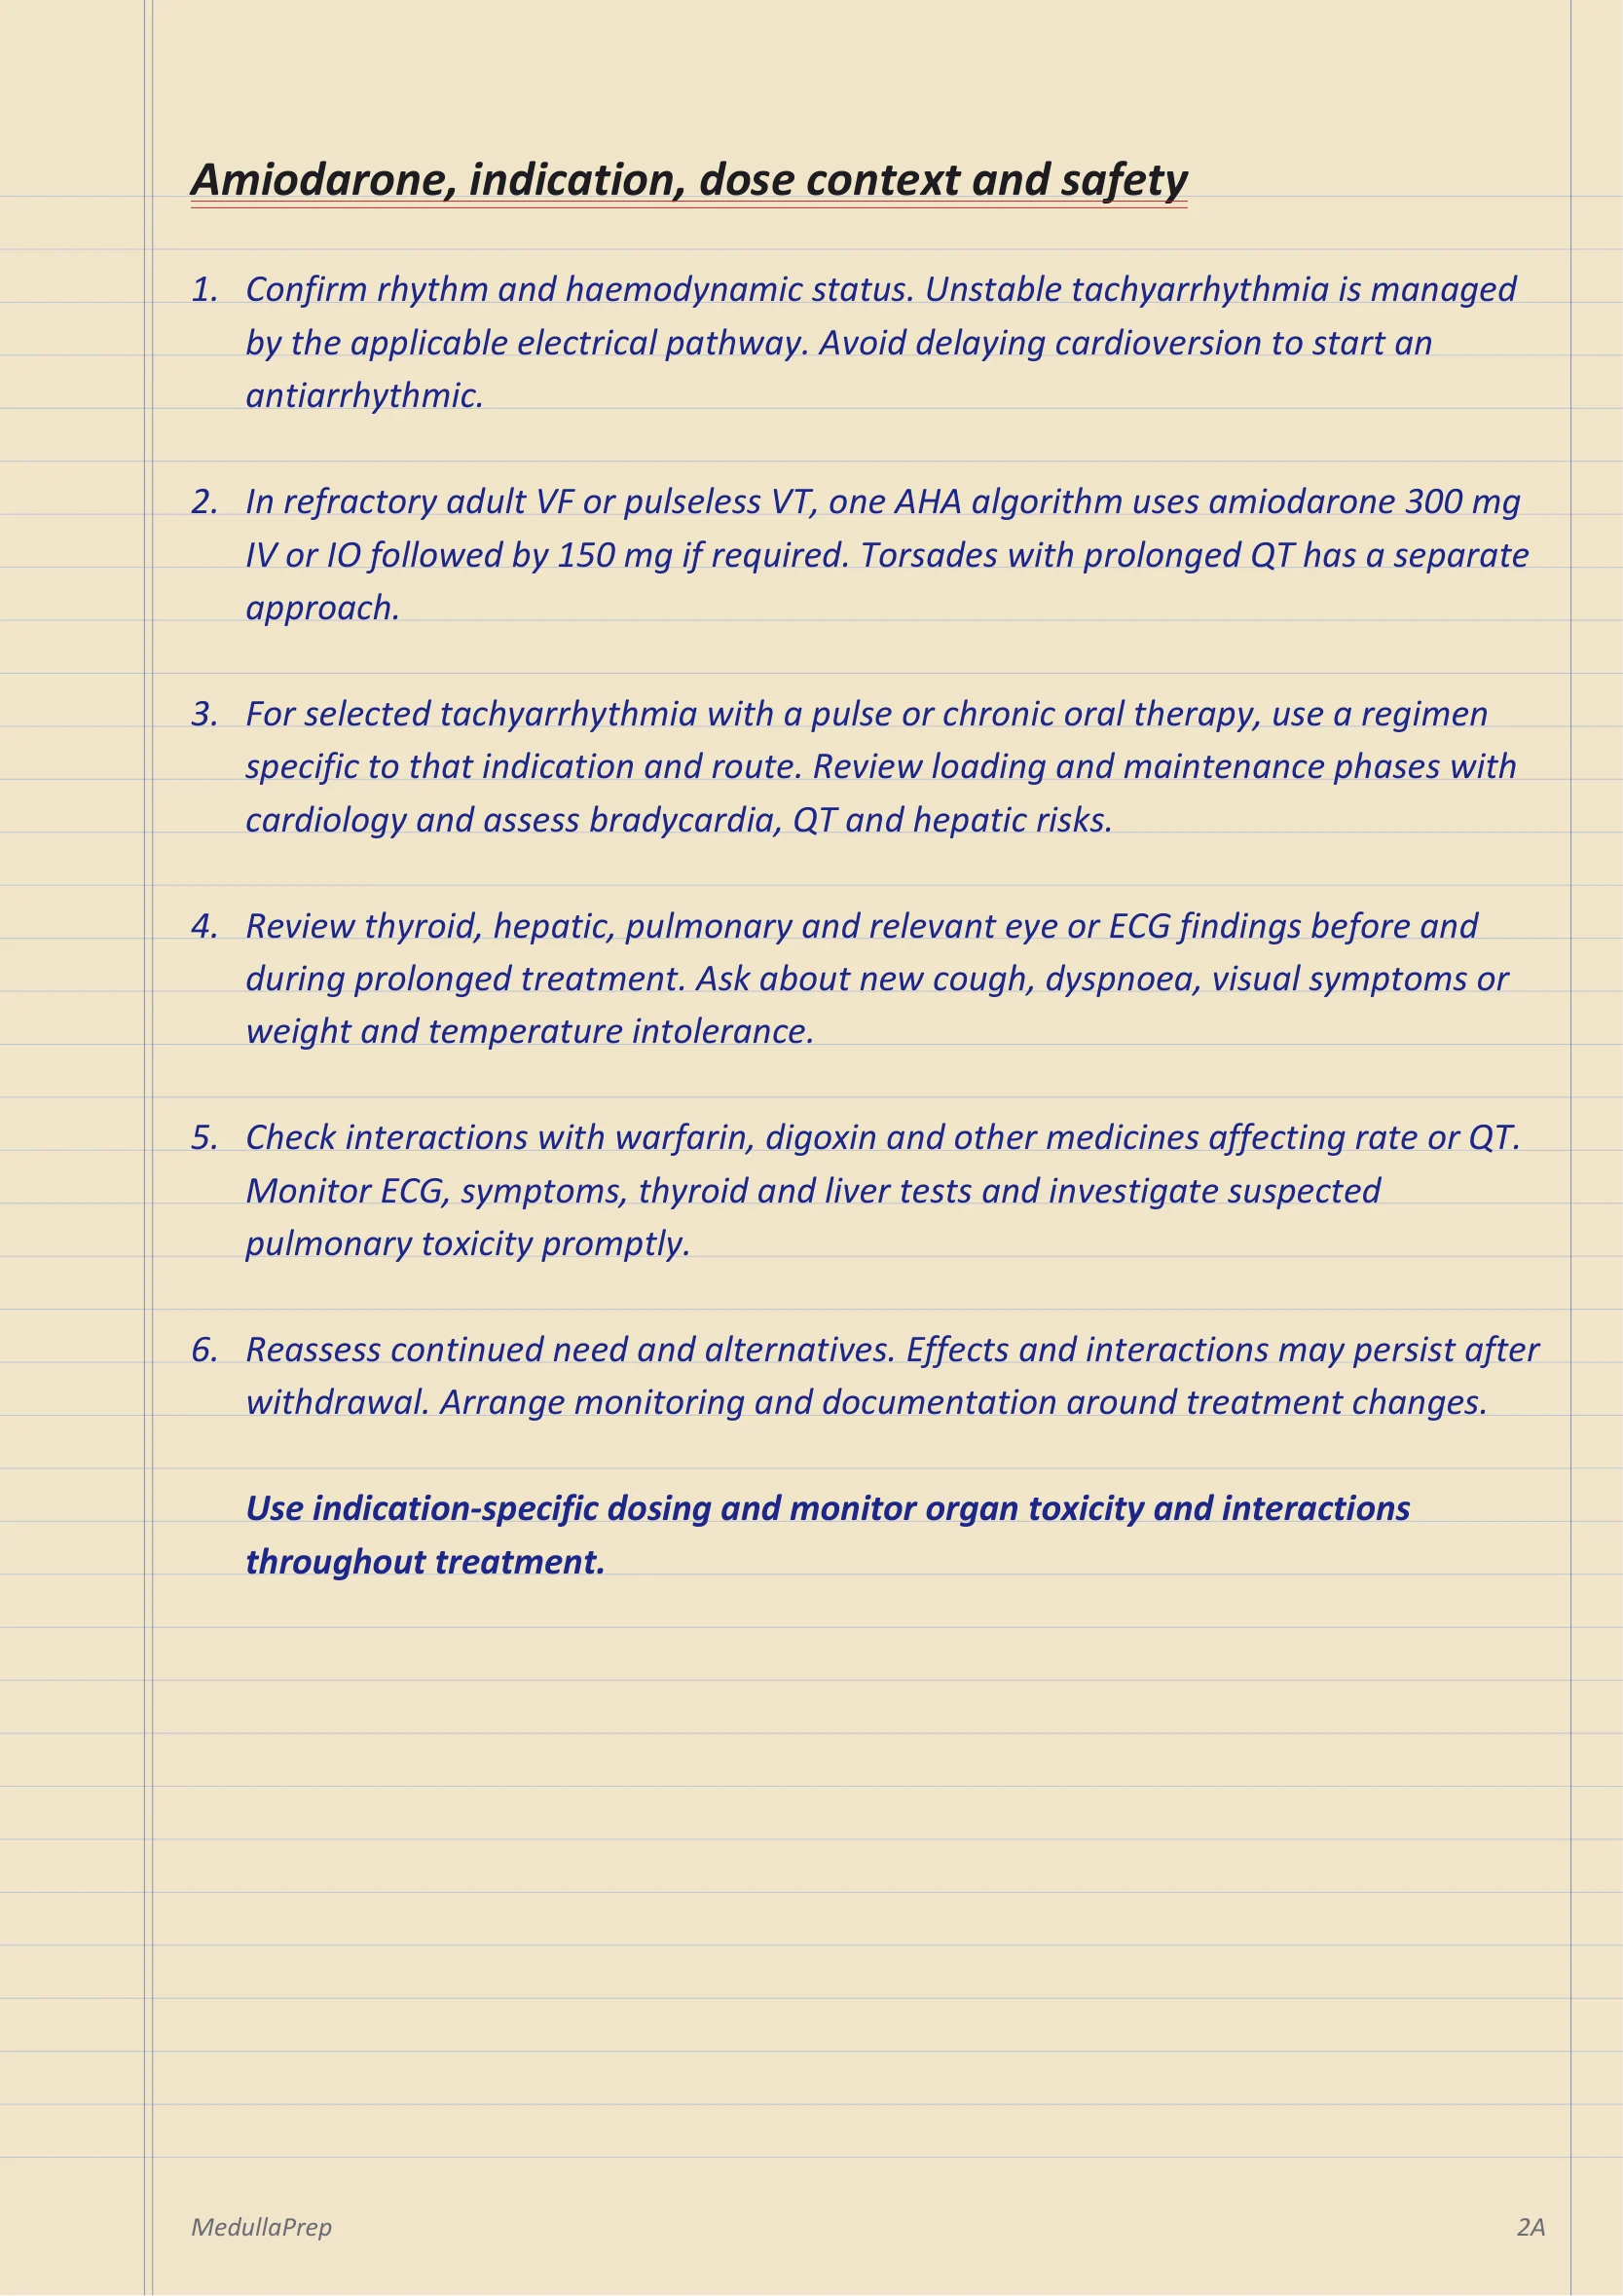 Amiodarone, indication, dose context and safety
1. Confirm rhythm and haemodynamic status. Unstable tachyarrhythmia is managed
by the applicable electrical pathway. Avoid delaying cardioversion to start an
antiarrhythmic.
2. In refractory adult VF or pulseless VT, one AHA algorithm uses amiodarone 300 mg
IV or IO followed by 150 mg if required. Torsades with prolonged QT has a separate
approach.
3. For selected tachyarrhythmia with a pulse or chronic oral therapy, use a regimen
specific to that indication and route. Review loading and maintenance phases with
cardiology and assess bradycardia, QT and hepatic risks.
4. Review thyroid, hepatic, pulmonary and relevant eye or ECG findings before and
during prolonged treatment. Ask about new cough, dyspnoea, visual symptoms or
weight and temperature intolerance.
5. Check interactions with warfarin, digoxin and other medicines affecting rate or QT.
Monitor ECG, symptoms, thyroid and liver tests and investigate suspected
pulmonary toxicity promptly.
6. Reassess continued need and alternatives. Effects and interactions may persist after
withdrawal. Arrange monitoring and documentation around treatment changes.
Use indication-specific dosing and monitor organ toxicity and interactions
throughout treatment.
MedullaPrep
2A